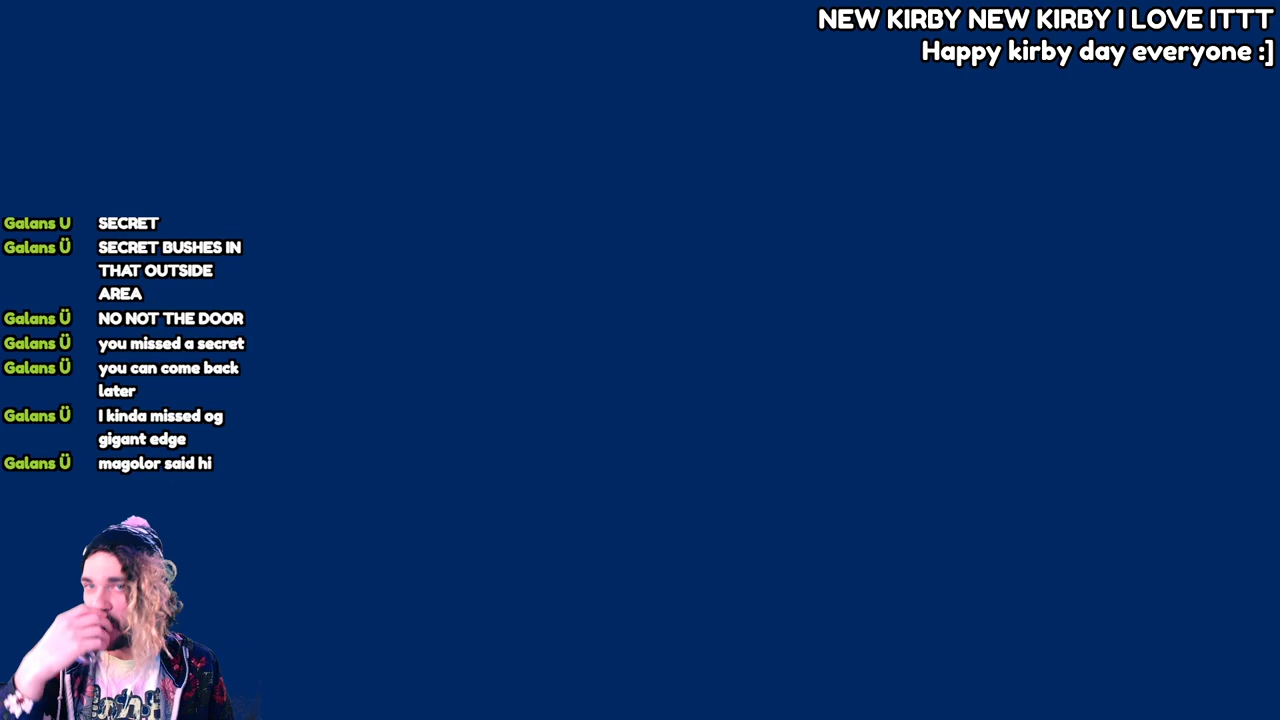 NEW KIRBY NEW KIRBY I LOVE ITTT
Happy kirby day everyone :]
Galans Ü SECRET
Galans Ü SECRET BUSHES IN
THAT OUTSIDE
AREA
Galans Ü NO NOT THE DOOR
Galans Ü you missed a secret
Galans Ü you can come back
later
Galans Ü I kinda missed og
gigant edge
Galans Ü magolor said hi